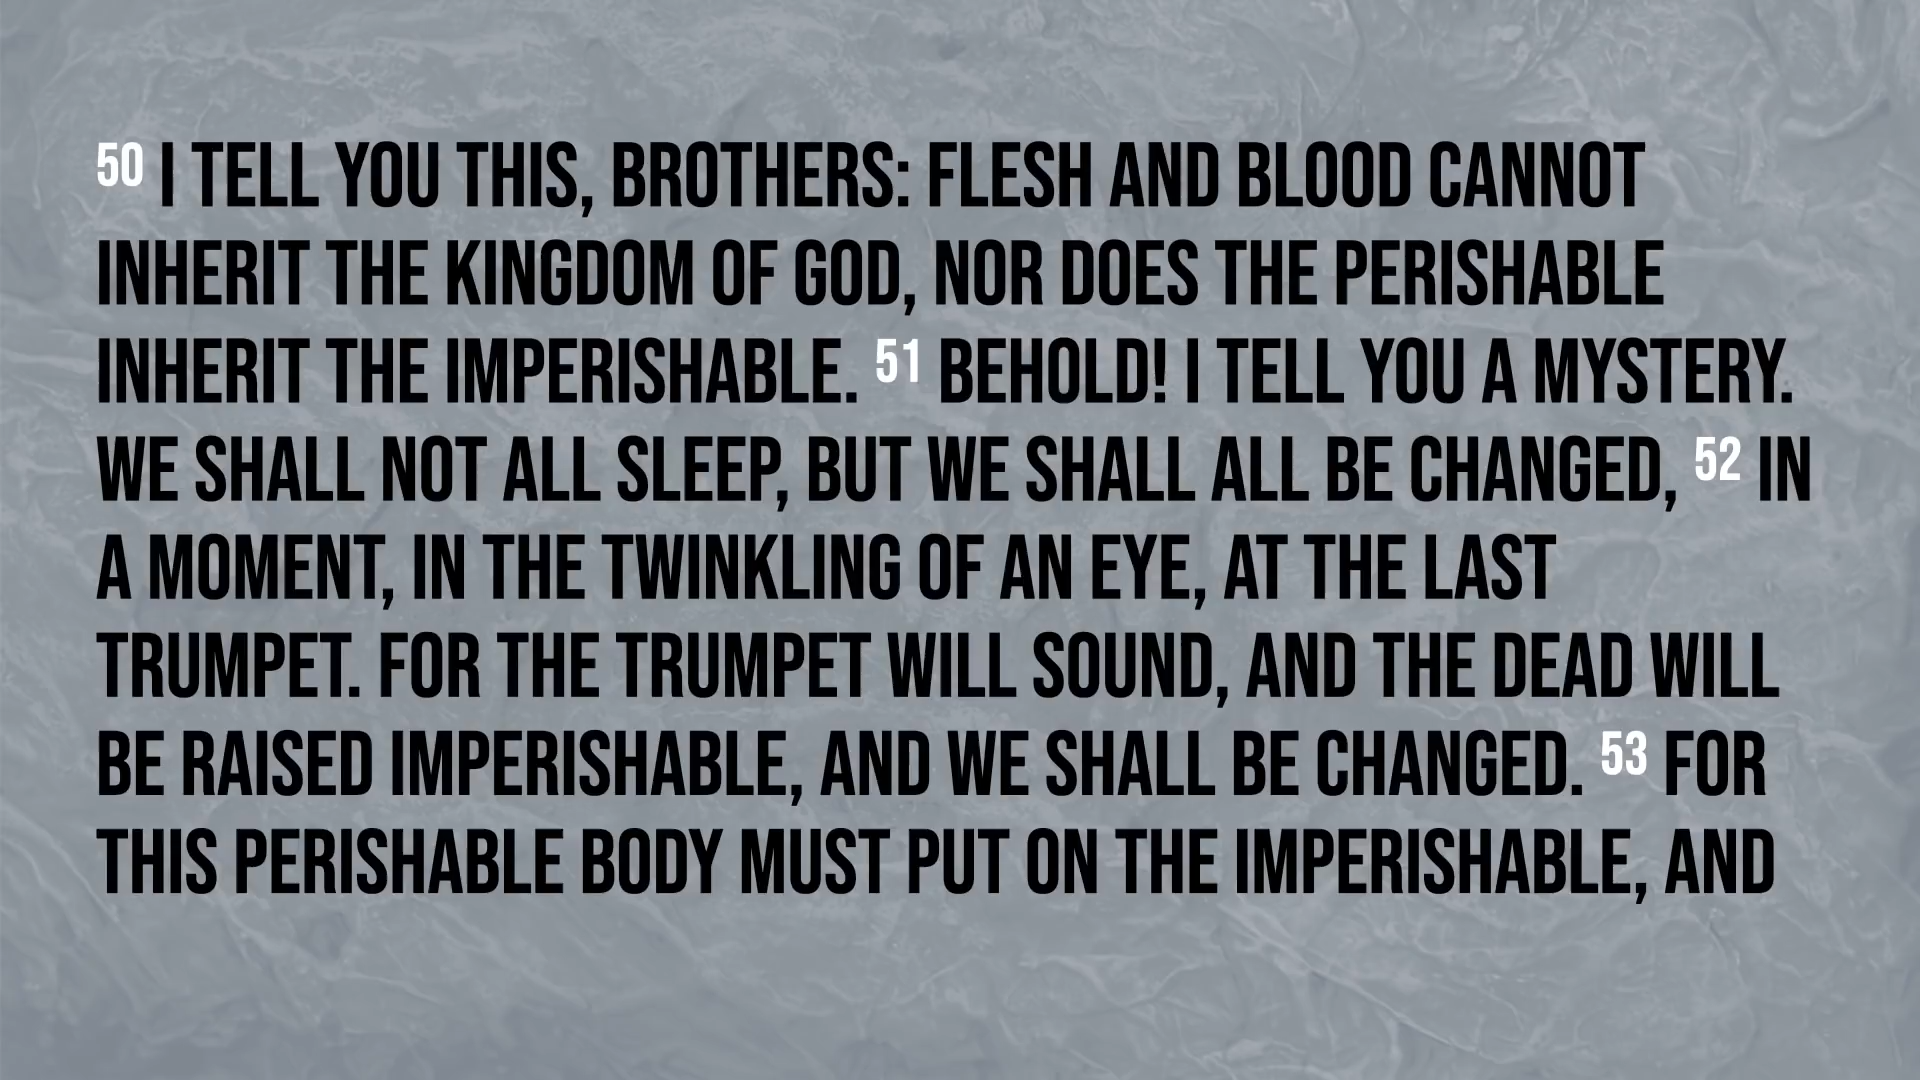 50 I TELL YOU THIS, BROTHERS: FLESH AND BLOOD CANNOT
INHERIT THE KINGDOM OF GOD, NOR DOES THE PERISHABLE
INHERIT THE IMPERISHABLE. 51 BEHOLD! I TELL YOU A MYSTERY.
WE SHALL NOT ALL SLEEP, BUT WE SHALL ALL BE CHANGED, 52 IN
A MOMENT, IN THE TWINKLING OF AN EYE, AT THE LAST
TRUMPET. FOR THE TRUMPET WILL SOUND, AND THE DEAD WILL
BE RAISED IMPERISHABLE, AND WE SHALL BE CHANGED. 53 FOR
THIS PERISHABLE BODY MUST PUT ON THE IMPERISHABLE, AND